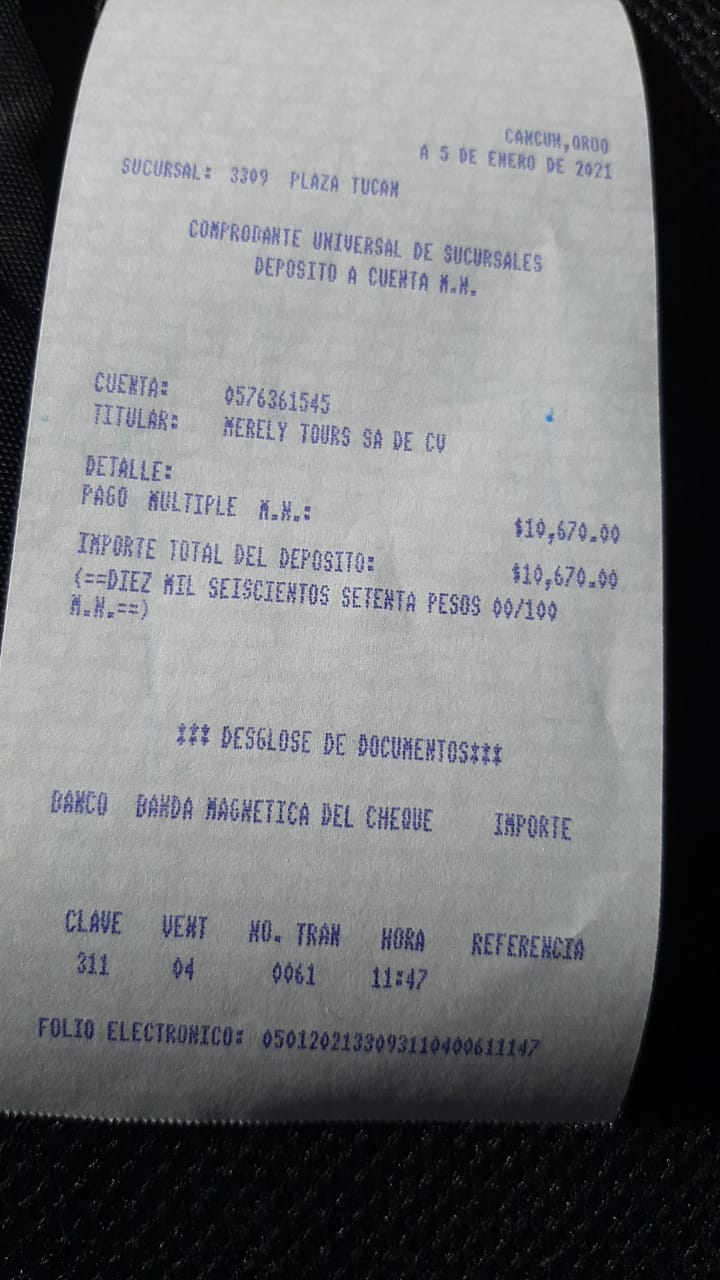 CANCUN,QROO
A 5 DE ENERO DE 2021
SUCURSAL: 3309 PLAZA TUCAN
COMPROBANTE UNIVERSAL DE SUCURSALES
DEPOSITO A CUENTA M.N.
CUENTA: 0576361545
TITULAR: MERELY TOURS SA DE CV
DETALLE:
PAGO MULTIPLE M.N.: $10,670.00
IMPORTE TOTAL DEL DEPOSITO: $10,670.00
(==DIEZ MIL SEISCIENTOS SETENTA PESOS 00/100
M.N.==)
*** DESGLOSE DE DOCUMENTOS***
BANCO BANDA MAGNETICA DEL CHEQUE IMPORTE
CLAVE VENT NO. TRAN HORA REFERENCIA
311 04 0061 11:47
FOLIO ELECTRONICO: 0501202133093110400611147